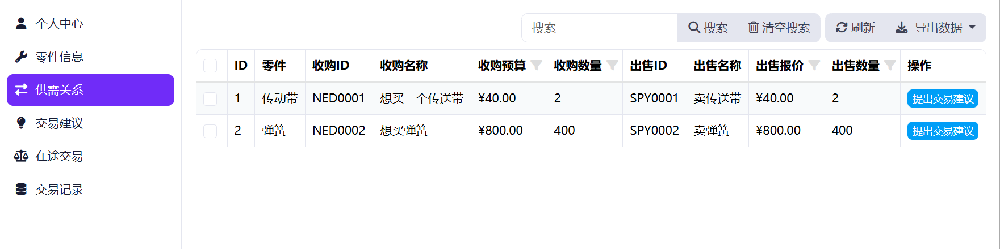 个人中心
零件信息
供需关系
交易建议
在途交易
交易记录
搜索 搜索 清空搜索 刷新 导出数据
ID 零件 收购ID 收购名称 收购预算 收购数量 出售ID 出售名称 出售报价 出售数量 操作
1 传动带 NED0001 想买一个传送带 ¥40.00 2 SPY0001 卖传送带 ¥40.00 2 提出交易建议
2 弹簧 NED0002 想买弹簧 ¥800.00 400 SPY0002 卖弹簧 ¥800.00 400 提出交易建议